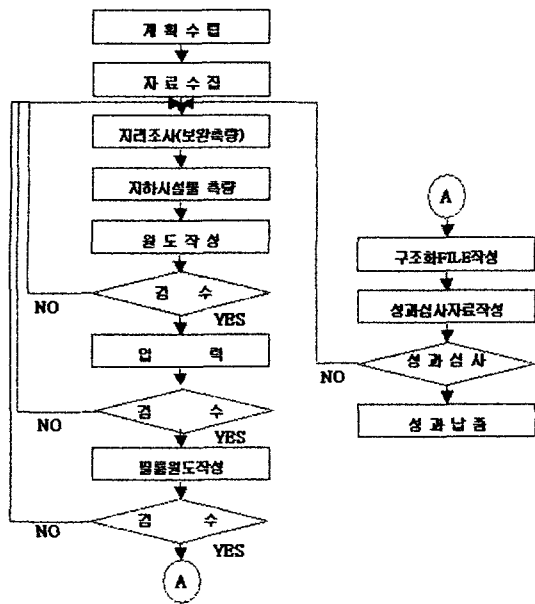 계 획 수 립
자 료 수 집
지리조사(보완측량)
지하시설물 측량
원 도 작 성
검 수
NO
YES
입 력
검 수
NO
YES
필름원도작성
검 수
NO
YES
A
A
구조화FILE작성
성과심사자료작성
성 과 심 사
NO
YES
성 과 납 품